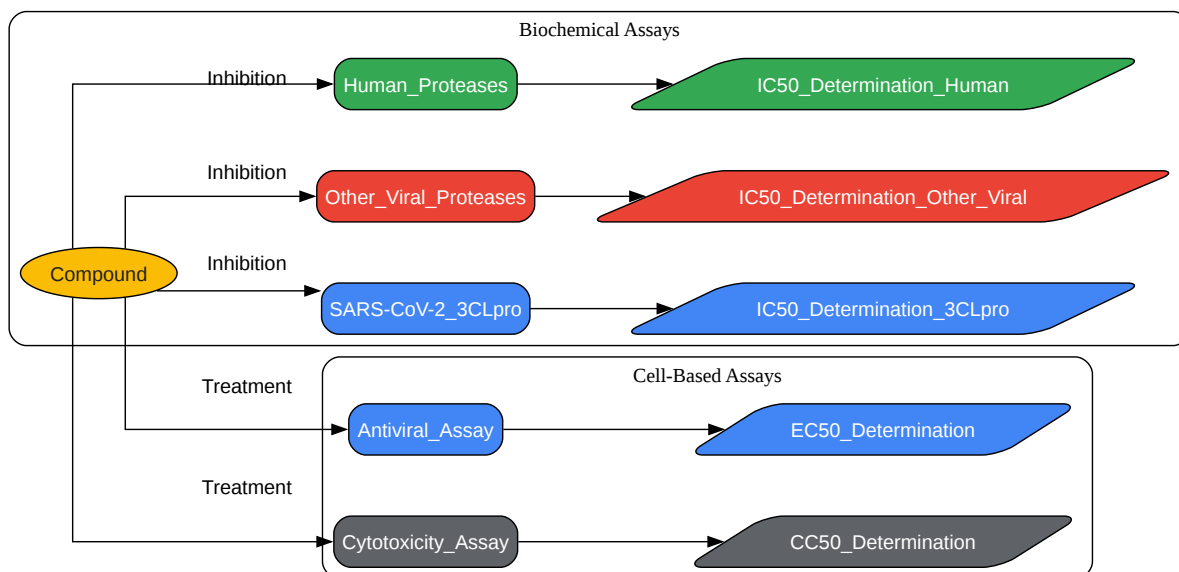 Biochemical Assays
Inhibition
Human_Proteases
IC50_Determination_Human
Inhibition
Other_Viral_Proteases
IC50_Determination_Other_Viral
Compound
Inhibition
SARS-CoV-2_3CLpro
IC50_Determination_3CLpro
Cell-Based Assays
Treatment
Antiviral_Assay
EC50_Determination
Treatment
Cytotoxicity_Assay
CC50_Determination